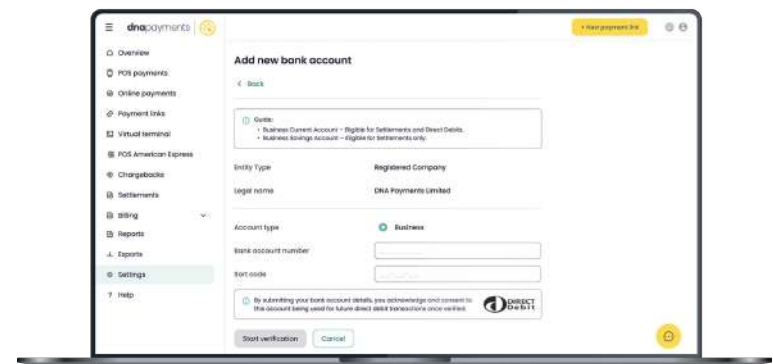 dnapayments
+ New payment link
Overview
POS payments
Online payments
Payment links
Virtual terminal
POS American Express
Chargebacks
Settlements
Billing
Reports
Exports
Settings
? Help
Add new bank account
< Back
Guide:
• Business Current Account – Eligible for Settlements and Direct Debits.
• Business Savings Account – Eligible for Settlements only.
Entity Type Registered Company
Legal name DNA Payments Limited
Account type Business
Bank account number
Sort code
By submitting your bank account details, you acknowledge and consent to
this account being used for future direct debit transactions once verified.
DIRECT
Debit
Start verification Cancel